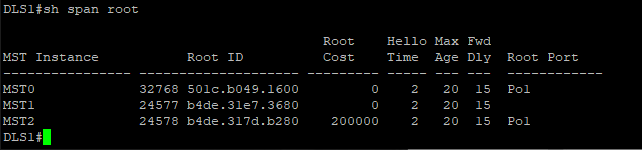 DLS1#sh span root
Root Hello Max Fwd
MST Instance Root ID Cost Time Age Dly Root Port
---------------- -------------------- --------- ----- --- --- ------------
MST0 32768 501c.b049.1600 0 2 20 15 Po1
MST1 24577 b4de.31e7.3680 0 2 20 15
MST2 24578 b4de.317d.b280 200000 2 20 15 Po1
DLS1#